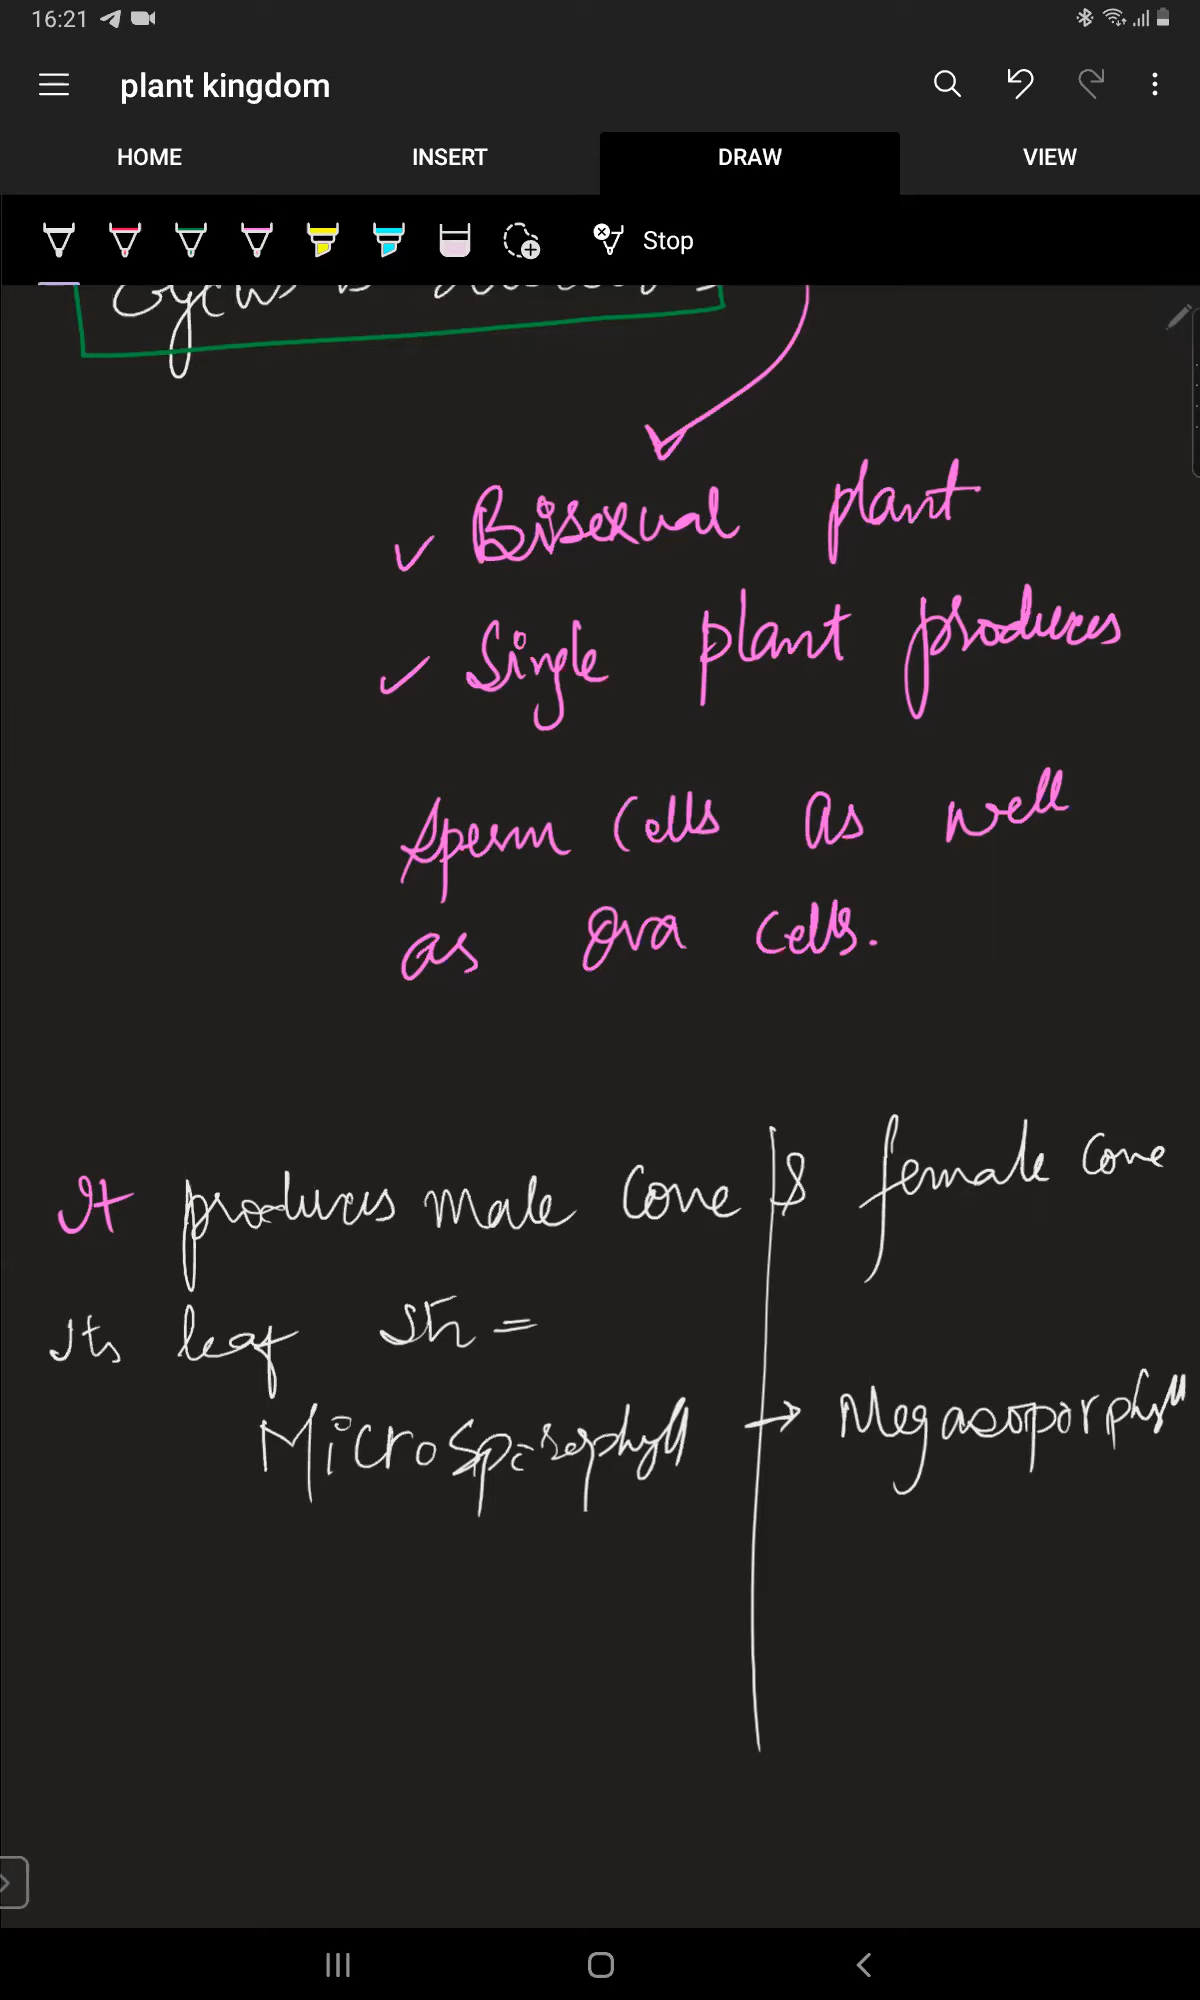 16:21
plant kingdom
HOME INSERT DRAW VIEW
Stop
Bisexual plant
Single plant produces
sperm cells as well
as ova cells.
It produces male cone & female cone
Its leaf str =
Microsporophyll → Megasoporphyll